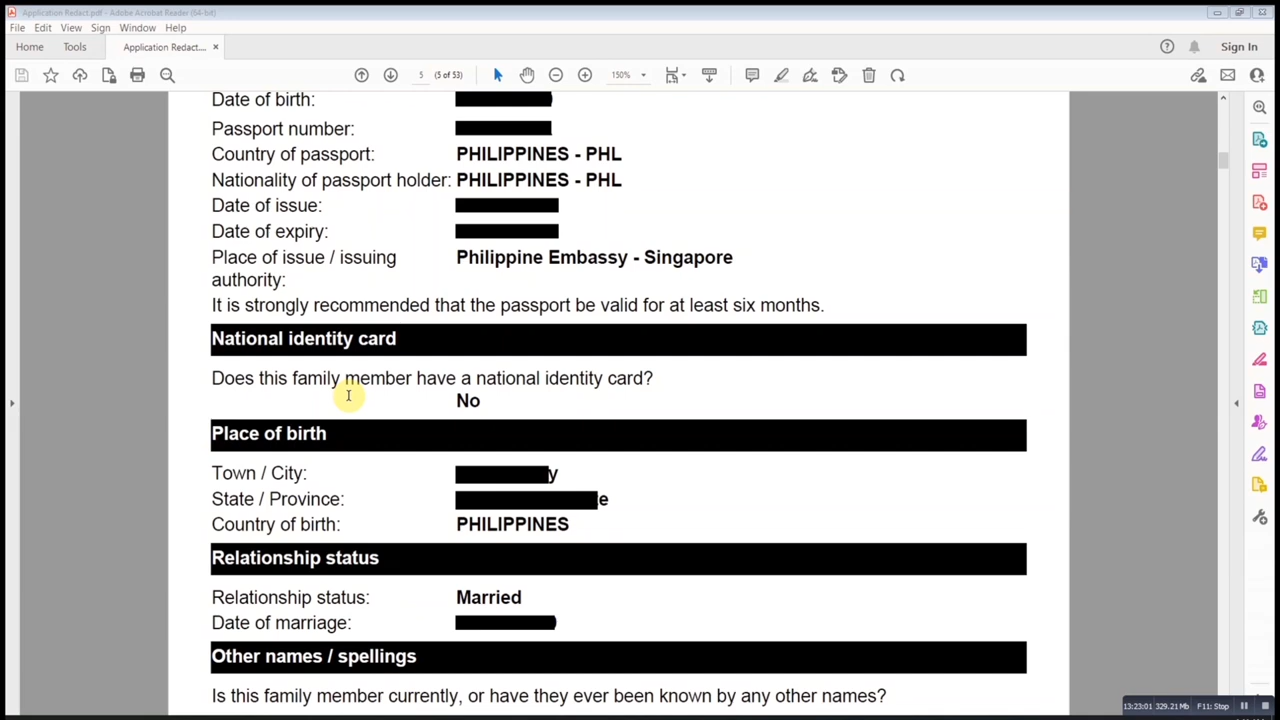 Application Redact.pdf - Adobe Acrobat Reader (64-bit)
File Edit View Sign Window Help
Home Tools Application Redact.... × Sign In
5 (5 of 53) 150%
Date of birth:
Passport number:
Country of passport: PHILIPPINES - PHL
Nationality of passport holder: PHILIPPINES - PHL
Date of issue:
Date of expiry:
Place of issue / issuing Philippine Embassy - Singapore
authority:
It is strongly recommended that the passport be valid for at least six months.
National identity card
Does this family member have a national identity card?
No
Place of birth
Town / City: y
State / Province: e
Country of birth: PHILIPPINES
Relationship status
Relationship status: Married
Date of marriage:
Other names / spellings
Is this family member currently, or have they ever been known by any other names?
13:23:01 329.21 Mb F11: Stop